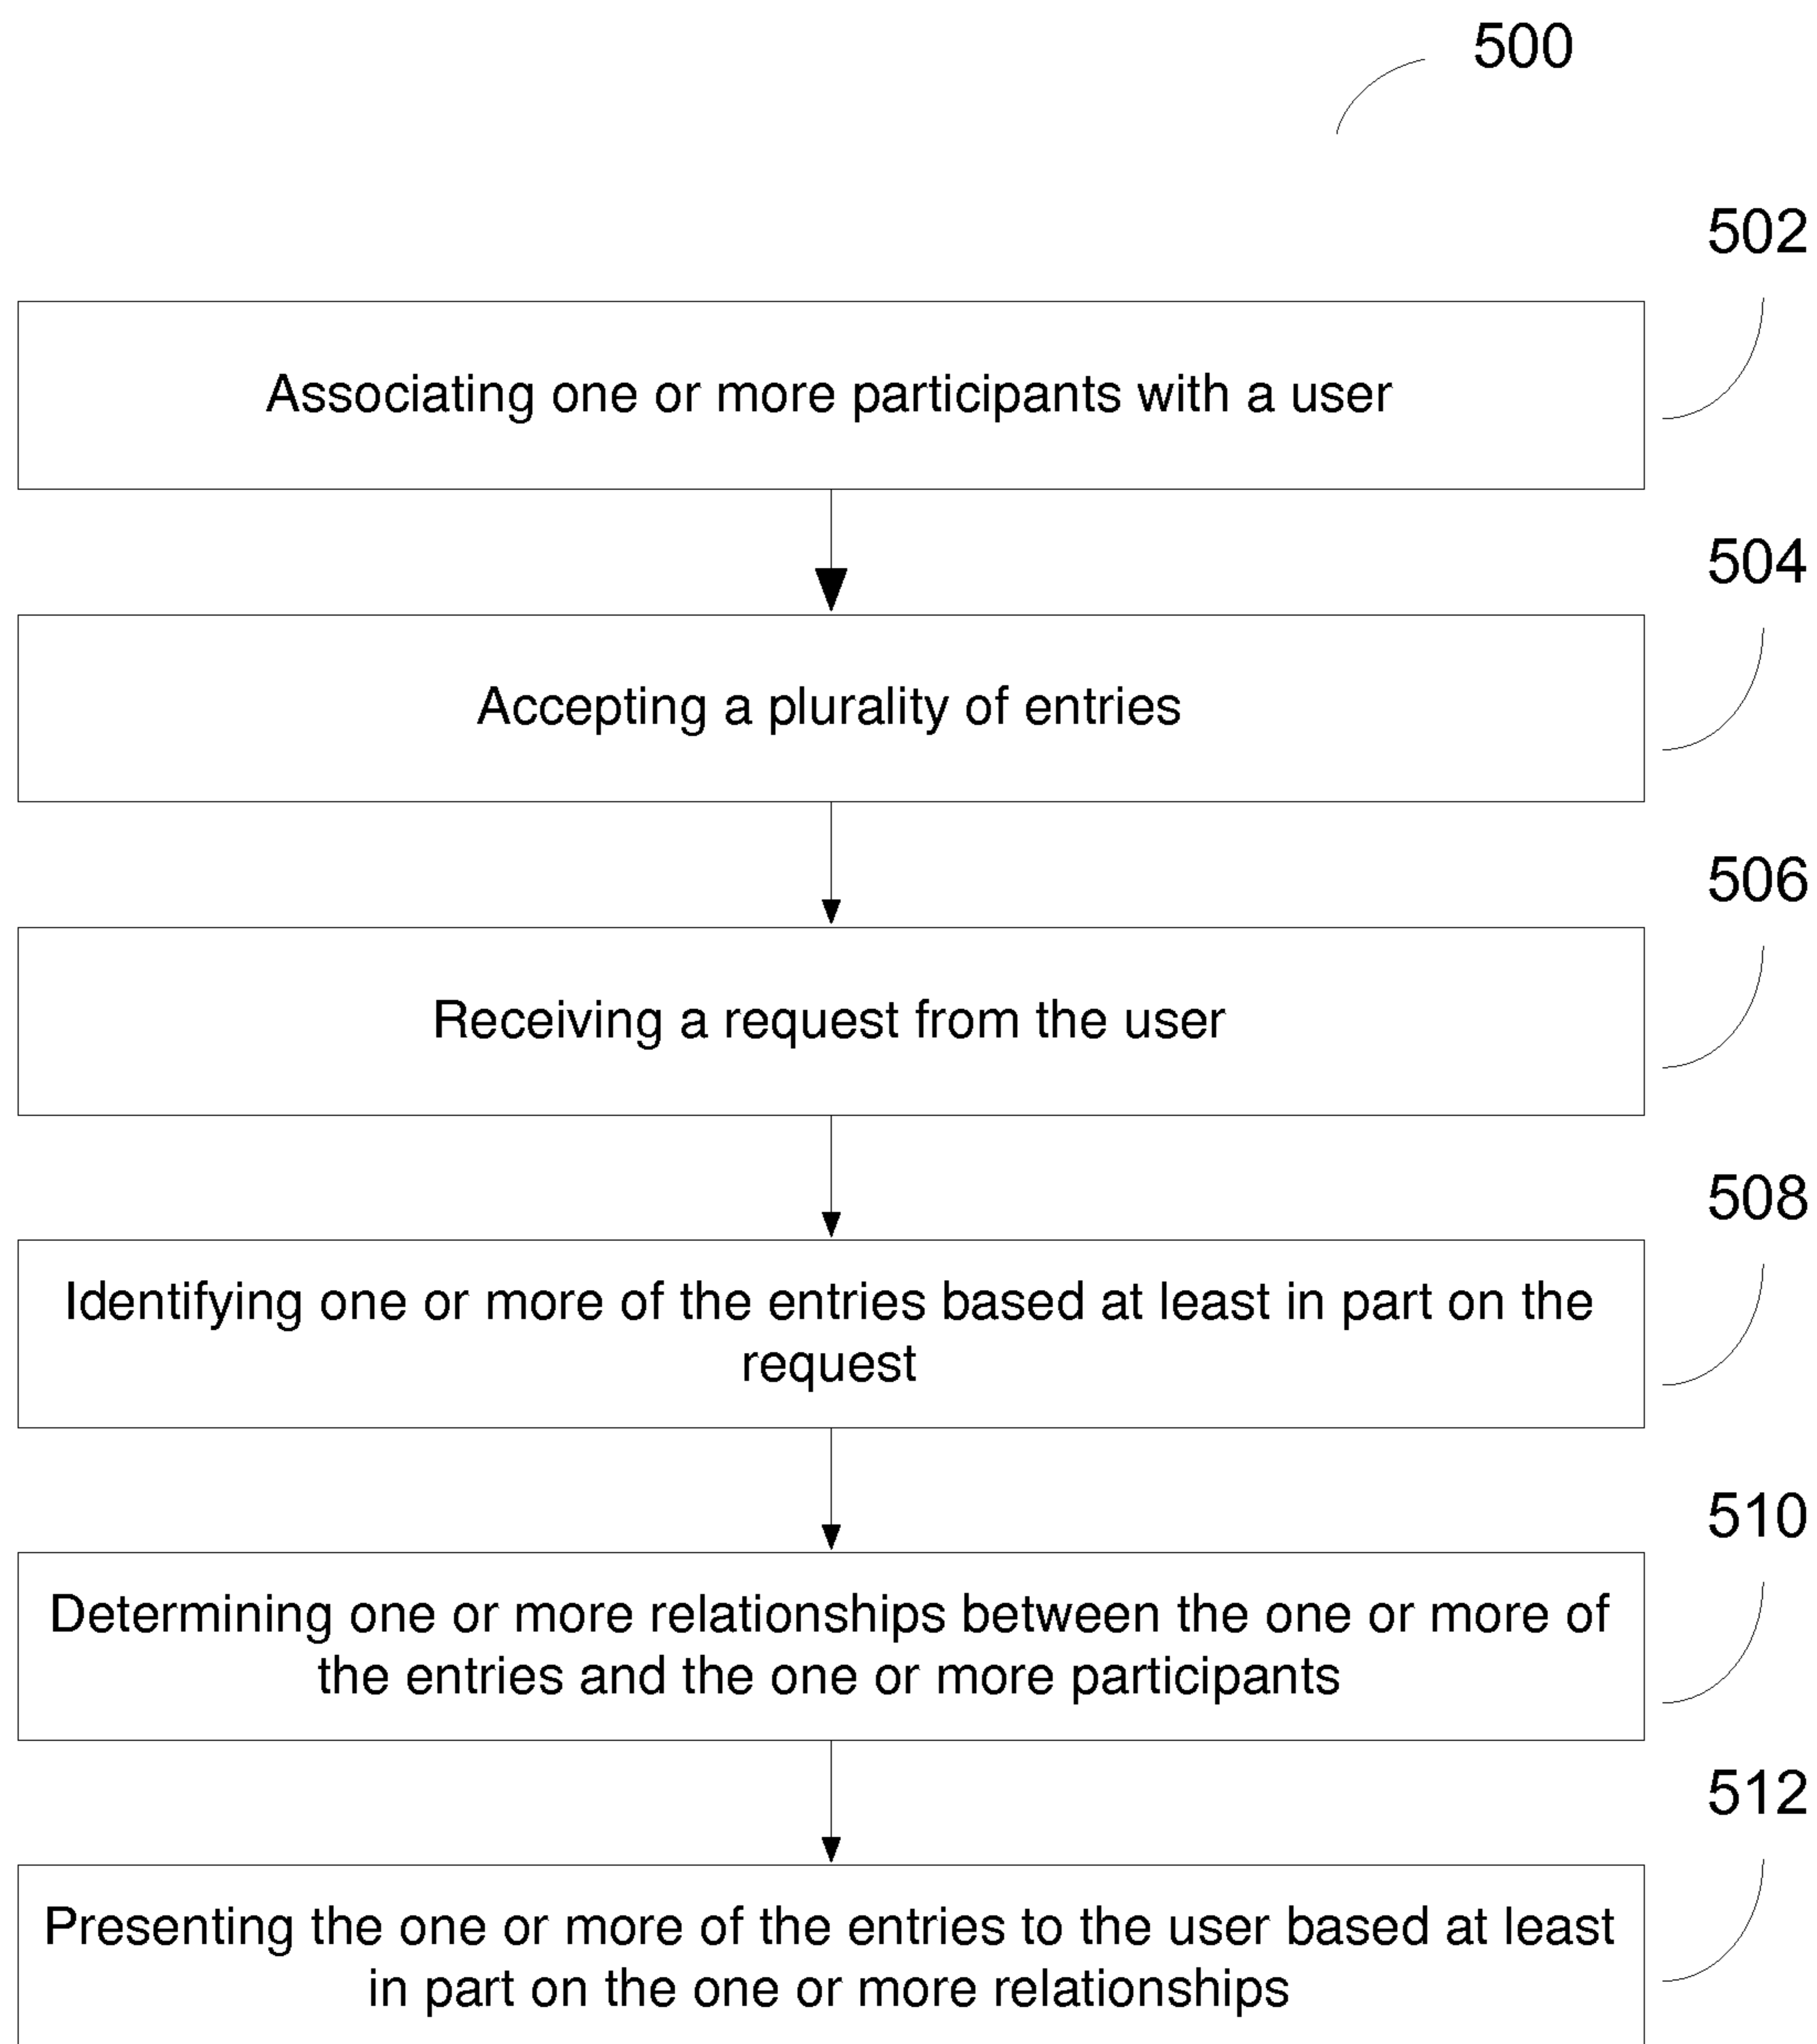 500
502
Associating one or more participants with a user
504
Accepting a plurality of entries
506
Receiving a request from the user
508
Identifying one or more of the entries based at least in part on the
request
510
Determining one or more relationships between the one or more of
the entries and the one or more participants
512
Presenting the one or more of the entries to the user based at least
in part on the one or more relationships